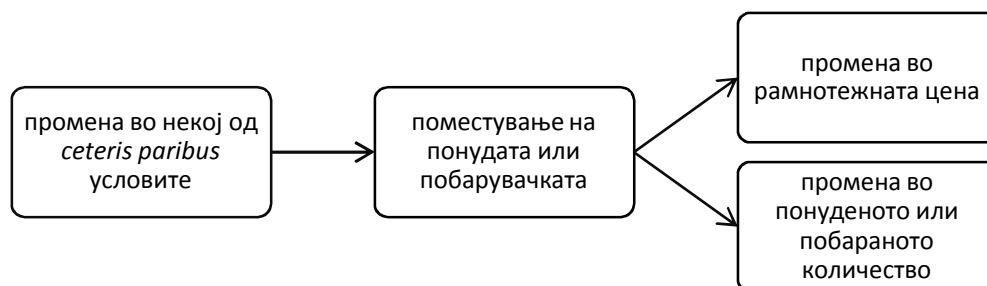 промена во некој од
ceteris paribus
условите
поместување на
понудата или
побарувачката
промена во
рамнотежната цена
промена во
понуденото или
побараното
количество